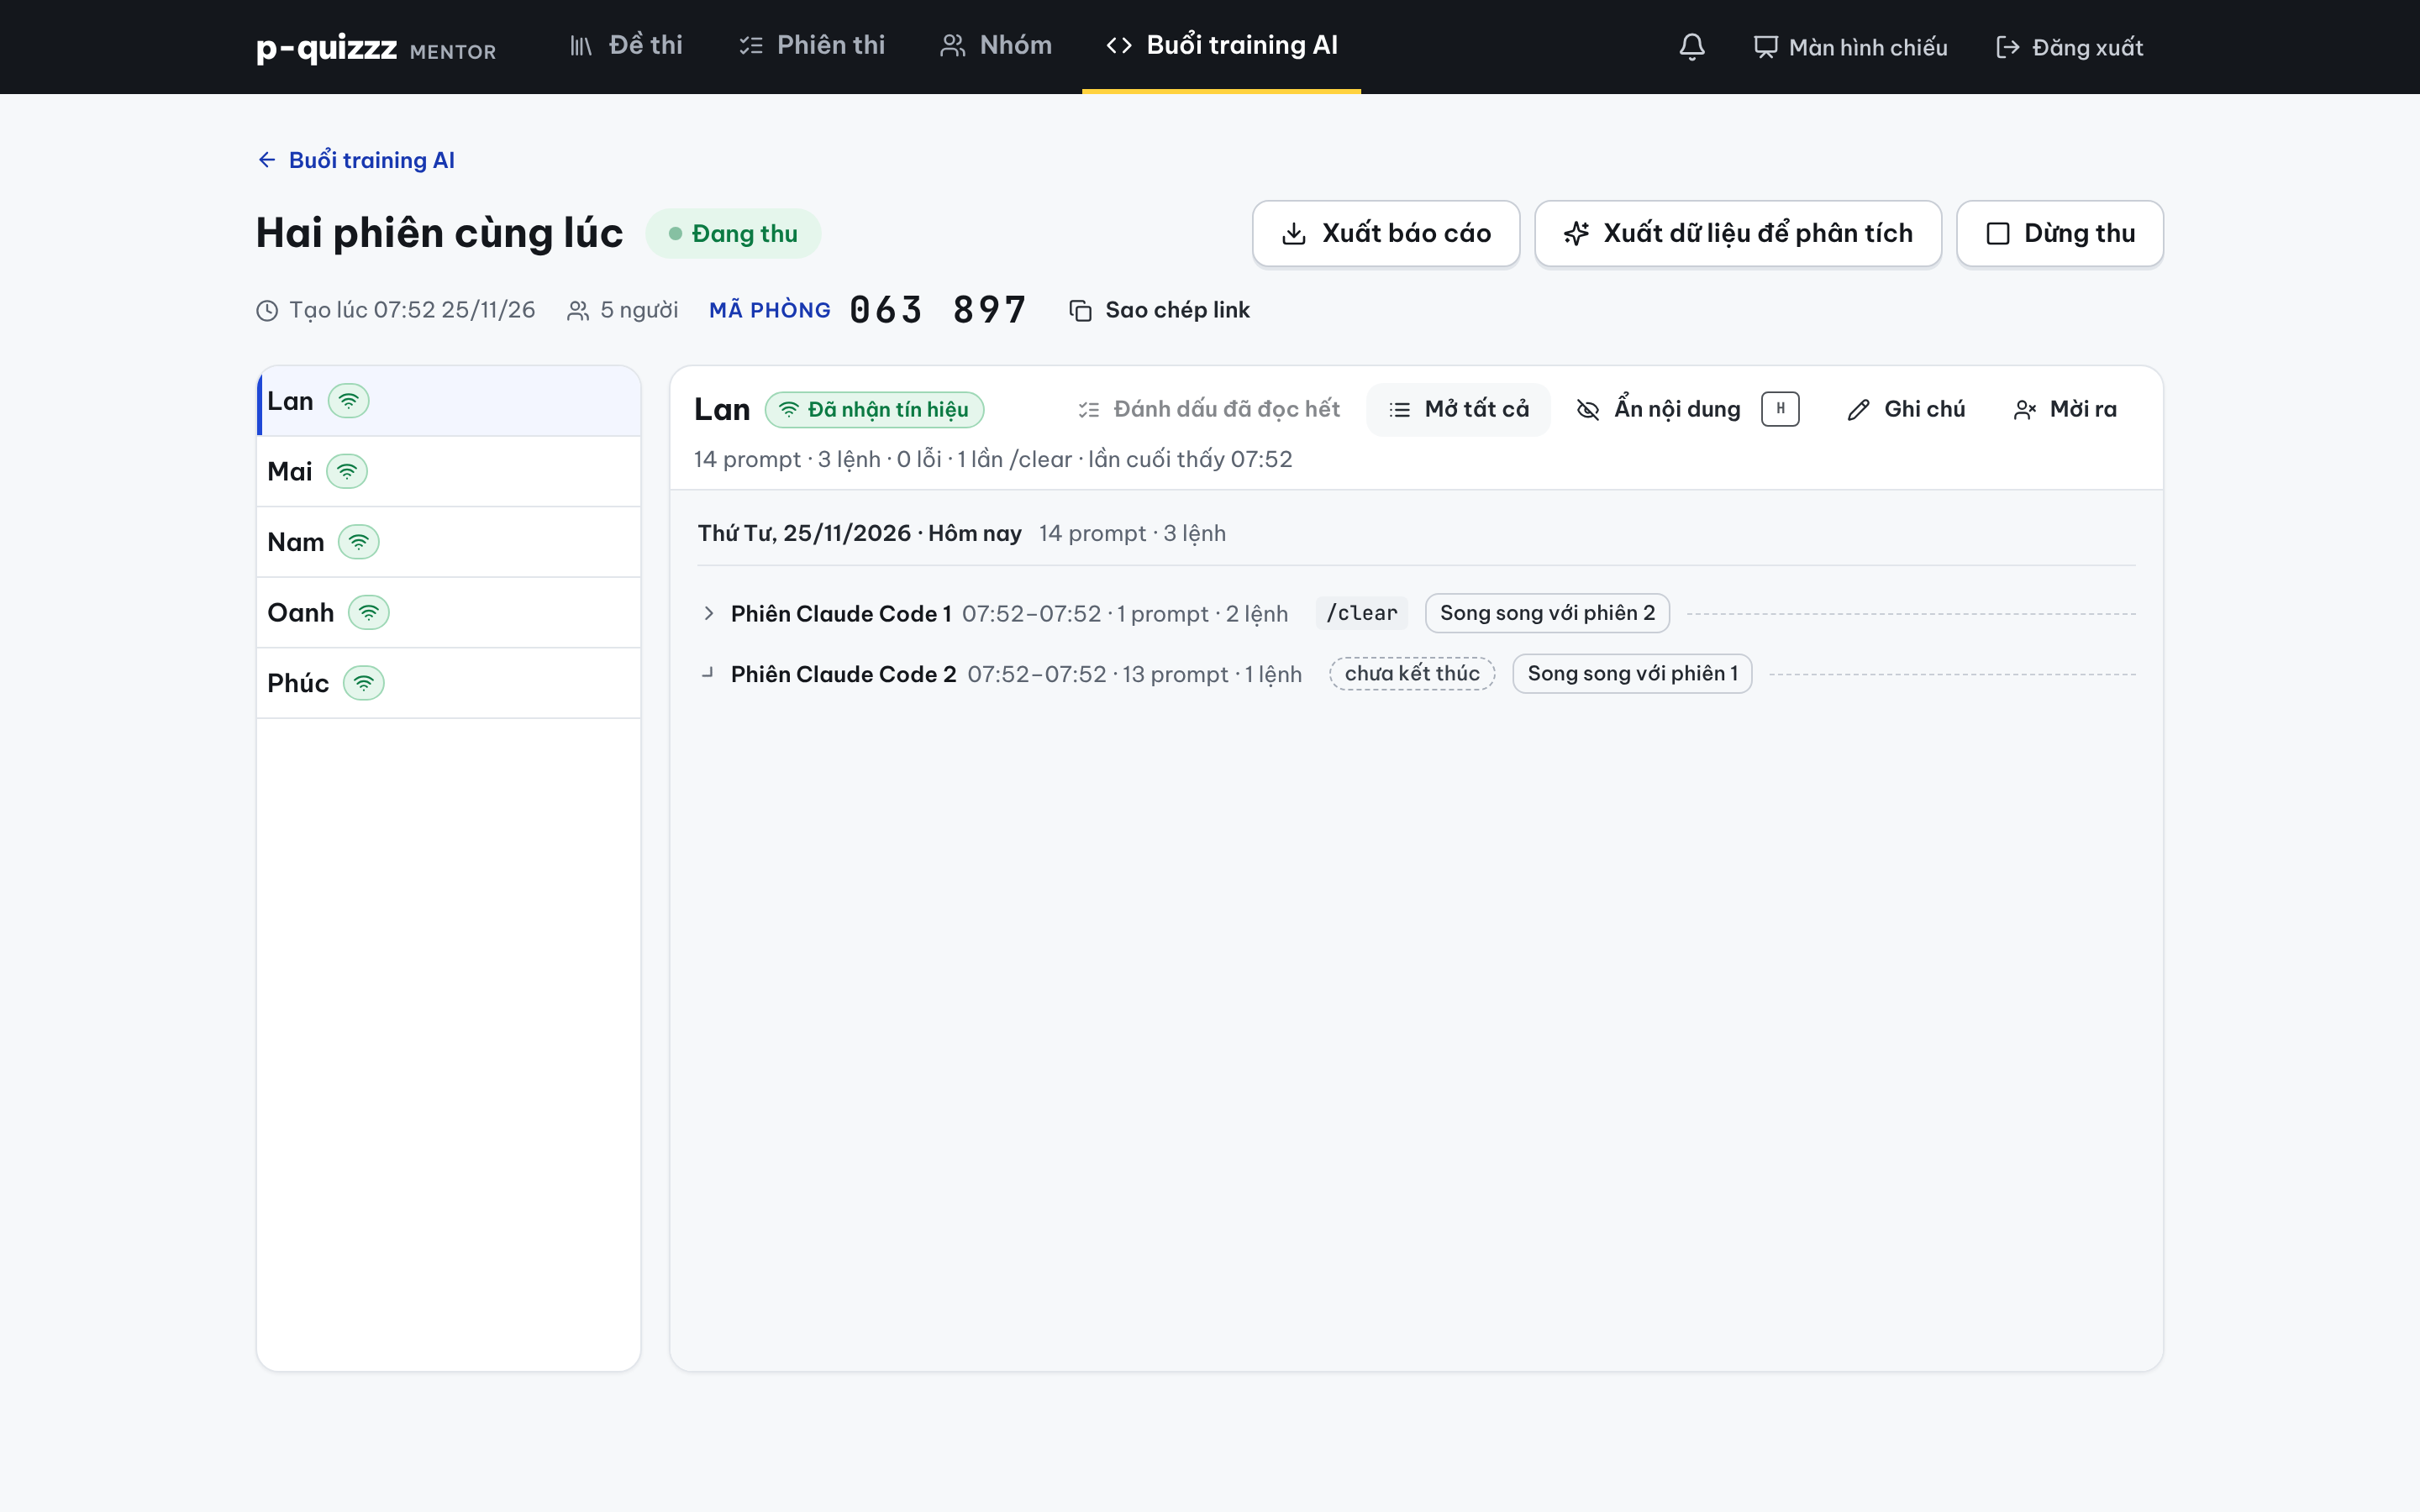 p-quizzz MENTOR Đề thi Phiên thi Nhóm Buổi training AI Màn hình chiếu Đăng xuất
Buổi training AI
Hai phiên cùng lúc Đang thu Xuất báo cáo Xuất dữ liệu để phân tích Dừng thu
Tạo lúc 07:52 25/11/26 5 người MÃ PHÒNG 063 897 Sao chép link
Lan
Mai
Nam
Oanh
Phúc
Lan Đã nhận tín hiệu Đánh dấu đã đọc hết Mở tất cả Ẩn nội dung H Ghi chú Mời ra
14 prompt · 3 lệnh · 0 lỗi · 1 lần /clear · lần cuối thấy 07:52
Thứ Tư, 25/11/2026 · Hôm nay 14 prompt · 3 lệnh
Phiên Claude Code 1 07:52–07:52 · 1 prompt · 2 lệnh /clear Song song với phiên 2
Phiên Claude Code 2 07:52–07:52 · 13 prompt · 1 lệnh chưa kết thúc Song song với phiên 1